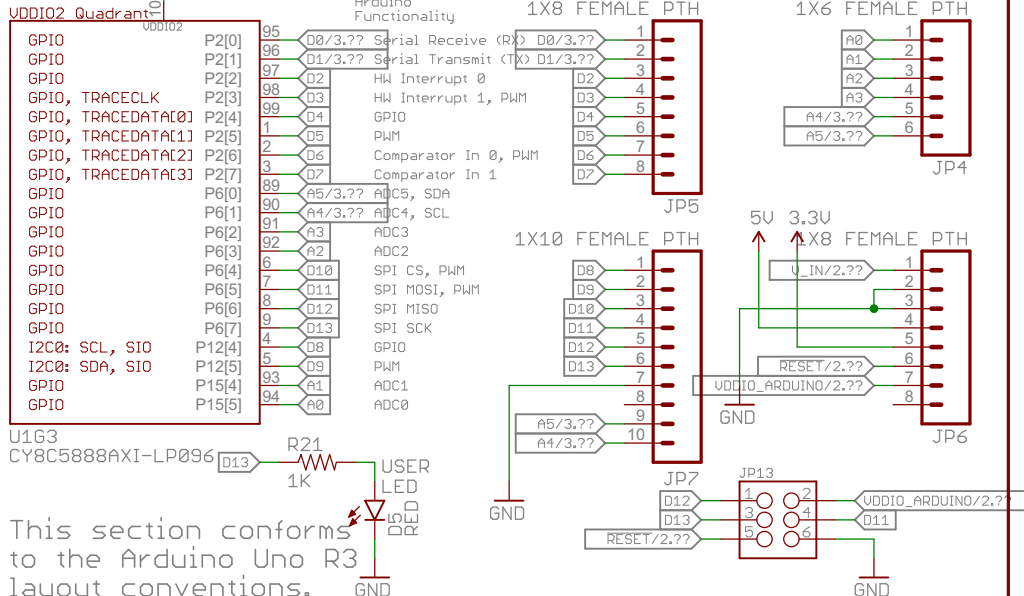 VDDIO2 Quadrant
10
VDDIO2
Arduino
Functionality
GPIO P2[0] 95 D0/3.?? Serial Receive (RX)
GPIO P2[1] 96 D1/3.?? Serial Transmit (TX)
GPIO P2[2] 97 D2 HW Interrupt 0
GPIO, TRACECLK P2[3] 98 D3 HW Interrupt 1, PWM
GPIO, TRACEDATA[0] P2[4] 99 D4 GPIO
GPIO, TRACEDATA[1] P2[5] 1 D5 PWM
GPIO, TRACEDATA[2] P2[6] 2 D6 Comparator In 0, PWM
GPIO, TRACEDATA[3] P2[7] 3 D7 Comparator In 1
GPIO P6[0] 89 A5/3.?? ADC5, SDA
GPIO P6[1] 90 A4/3.?? ADC4, SCL
GPIO P6[2] 91 A3 ADC3
GPIO P6[3] 92 A2 ADC2
GPIO P6[4] 6 D10 SPI CS, PWM
GPIO P6[5] 7 D11 SPI MOSI, PWM
GPIO P6[6] 8 D12 SPI MISO
GPIO P6[7] 9 D13 SPI SCK
I2C0: SCL, SIO P12[4] 4 D8 GPIO
I2C0: SDA, SIO P12[5] 5 D9 PWM
GPIO P15[4] 93 A1 ADC1
GPIO P15[5] 94 A0 ADC0
U1G3
CY8C5888AXI-LP096
D13
R21
1K
USER
LED
D5
RED
GND
This section conforms
to the Arduino Uno R3
layout conventions.
1X8 FEMALE PTH
D0/3.?? 1
D1/3.?? 2
D2 3
D3 4
D4 5
D5 6
D6 7
D7 8
JP5
1X6 FEMALE PTH
A0 1
A1 2
A2 3
A3 4
A4/3.?? 5
A5/3.?? 6
JP4
1X10 FEMALE PTH
D8 1
D9 2
D10 3
D11 4
D12 5
D13 6
7
8
A5/3.?? 9
A4/3.?? 10
JP7
GND
5V 3.3V
1X8 FEMALE PTH
V_IN/2.?? 1
2
3
4
5
RESET/2.?? 6
VDDIO_ARDUINO/2.?? 7
8
GND
JP6
JP13
D12 1 2 VDDIO_ARDUINO/2.??
D13 3 4 D11
RESET/2.?? 5 6
GND